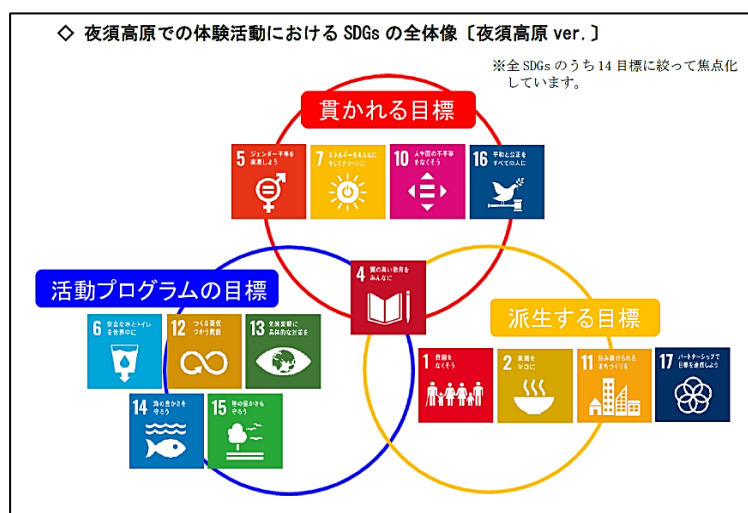 ◇ 夜須高原での体験活動における SDGs の全体像〔夜須高原 ver.〕
※全 SDGs のうち 14 目標に絞って焦点化
しています。
貫かれる目標
5 ジェンダー平等を
実現しよう
7 エネルギーをみんなに
そしてクリーンに
10 人や国の不平等
をなくそう
16 平和と公正を
すべての人に
4 質の高い教育を
みんなに
活動プログラムの目標
6 安全な水とトイレ
を世界中に
12 つくる責任
つかう責任
13 気候変動に
具体的な対策を
14 海の豊かさを
守ろう
15 陸の豊かさも
守ろう
派生する目標
1 貧困を
なくそう
2 飢餓を
ゼロに
11 住み続けられる
まちづくりを
17 パートナーシップで
目標を達成しよう